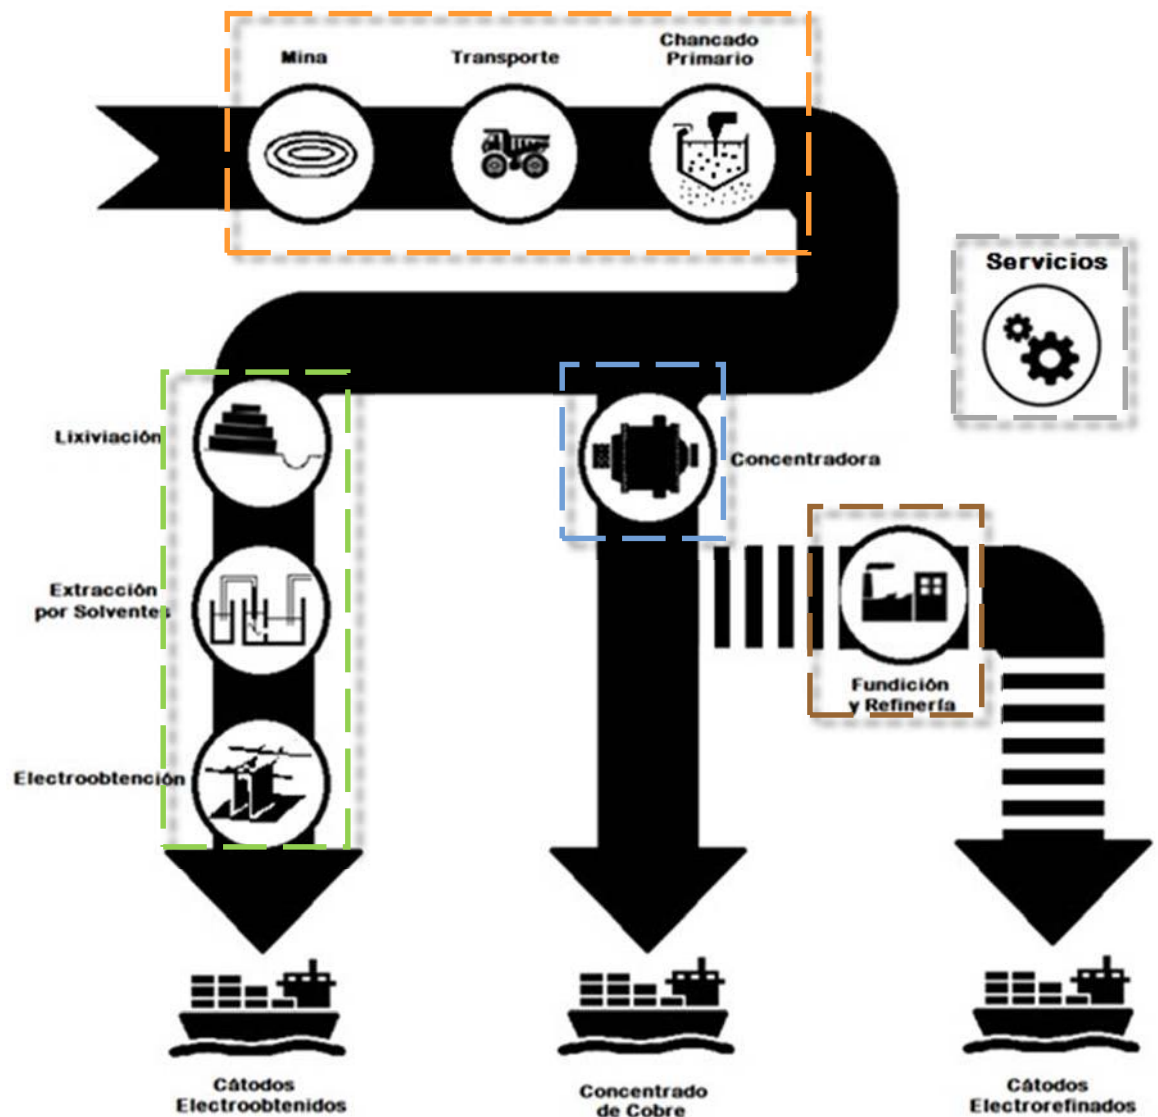 Mina
Transporte
Chancado
Primario
Servicios
Lixiviación
Concentradora
Extracción
por Solventes
Fundición
y Refinería
Electroobtención
Cátodos
Electroobtenidos
Concentrado
de Cobre
Cátodos
Electrorefinados